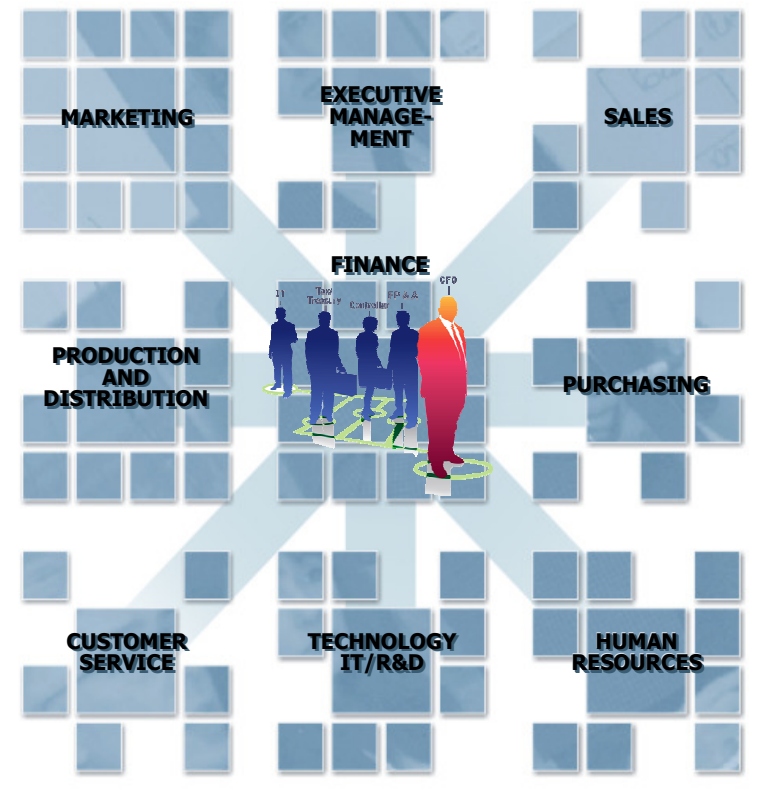 MARKETING
EXECUTIVE
MANAGE-
MENT
SALES
FINANCE
CFO
Tax/
Treasury
Controller
FP & A
PRODUCTION
AND
DISTRIBUTION
PURCHASING
CUSTOMER
SERVICE
TECHNOLOGY
IT/R&D
HUMAN
RESOURCES